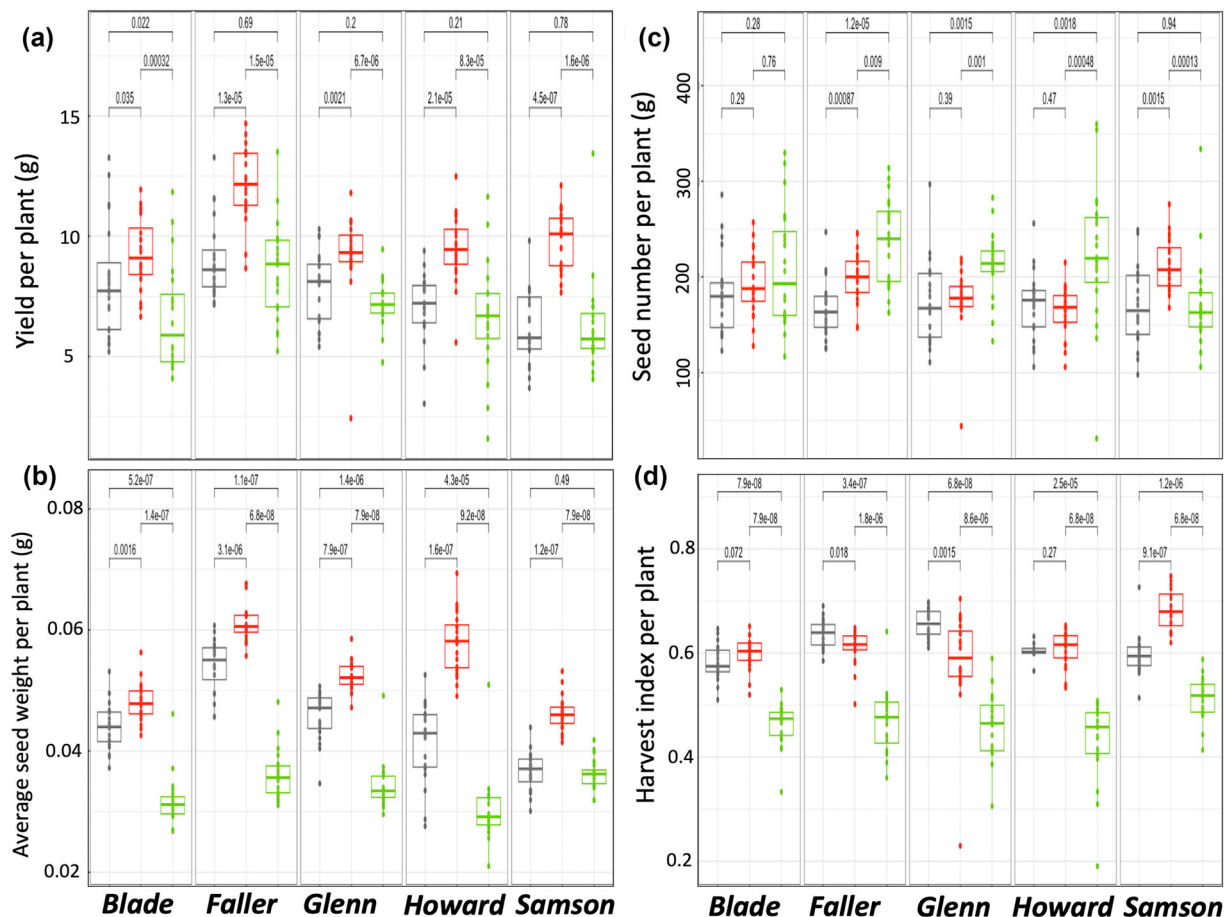 (a)
Yield per plant (g)
0.022 0.69 0.2 0.21 0.78
0.00032 1.5e-05 6.7e-06 8.3e-05 1.6e-06
0.035 1.3e-05 0.0021 2.1e-05 4.5e-07
15
10
5
(b)
Average seed weight per plant (g)
5.2e-07 1.1e-07 1.4e-06 4.3e-05 0.49
1.4e-07 6.8e-08 7.9e-08 9.2e-08 7.9e-08
0.0016 3.1e-06 7.9e-07 1.6e-07 1.2e-07
0.08
0.06
0.04
0.02
Blade Faller Glenn Howard Samson
(c)
Seed number per plant (g)
0.28 1.2e-05 0.0015 0.0018 0.94
0.76 0.009 0.001 0.00048 0.00013
0.29 0.00087 0.39 0.47 0.0015
400
300
200
100
(d)
Harvest index per plant
7.9e-08 3.4e-07 6.8e-08 2.5e-05 1.2e-06
7.9e-08 1.8e-06 8.6e-06 6.8e-08 6.8e-08
0.072 0.018 0.0015 0.27 9.1e-07
0.8
0.6
0.4
0.2
Blade Faller Glenn Howard Samson